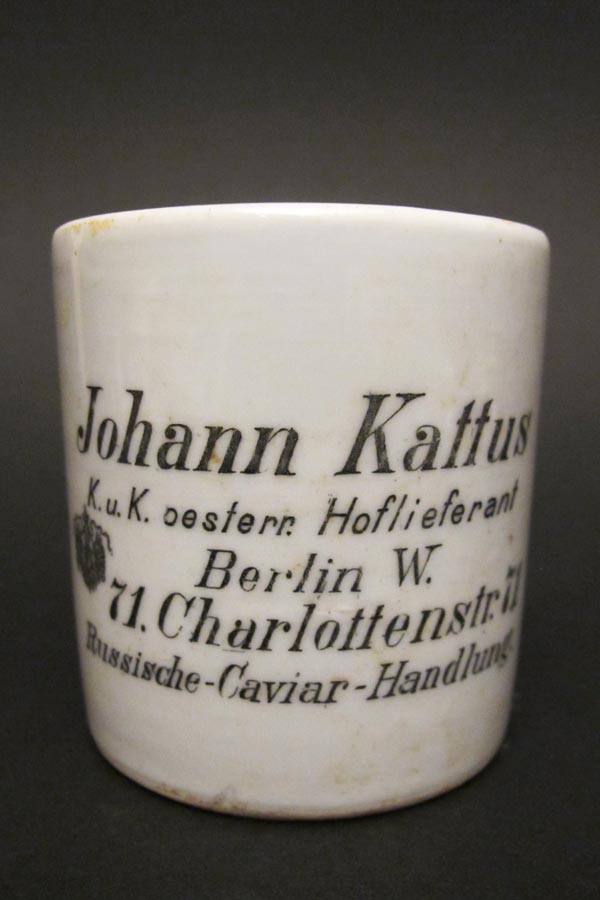 Johann Kattus
K.u.K. oesterr. Hoflieferant
Berlin W.
71. Charlottenstr. 71
Russische-Caviar-Handlung.